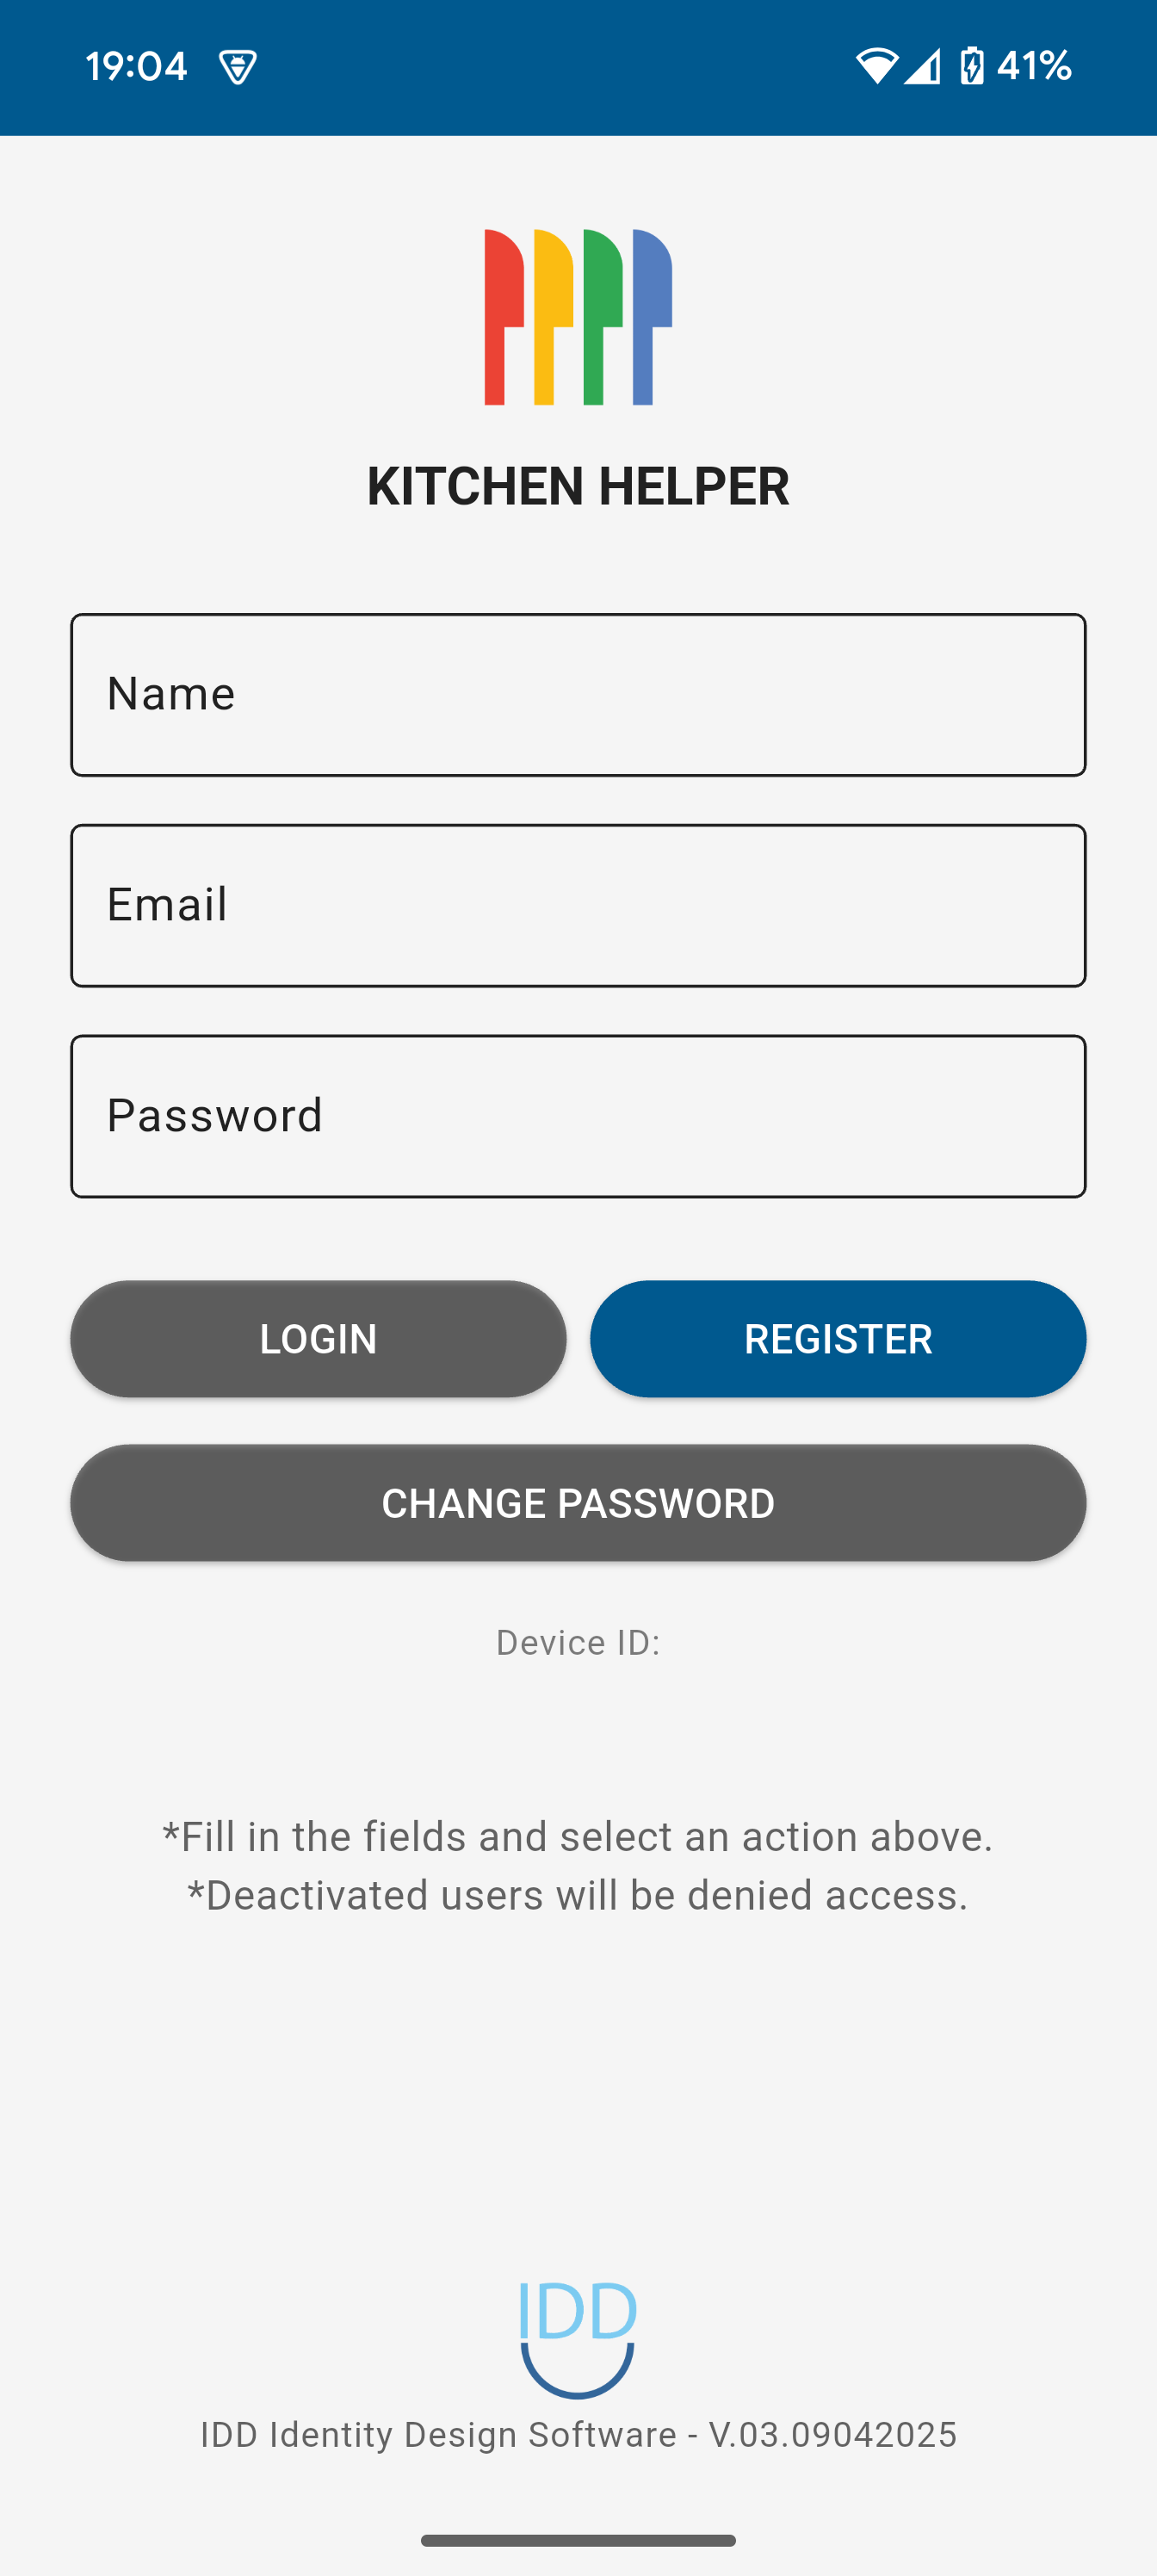 19:04
41%
KITCHEN HELPER
Name
Email
Password
LOGIN
REGISTER
CHANGE PASSWORD
Device ID:
*Fill in the fields and select an action above.
*Deactivated users will be denied access.
IDD
IDD Identity Design Software - V.03.09042025